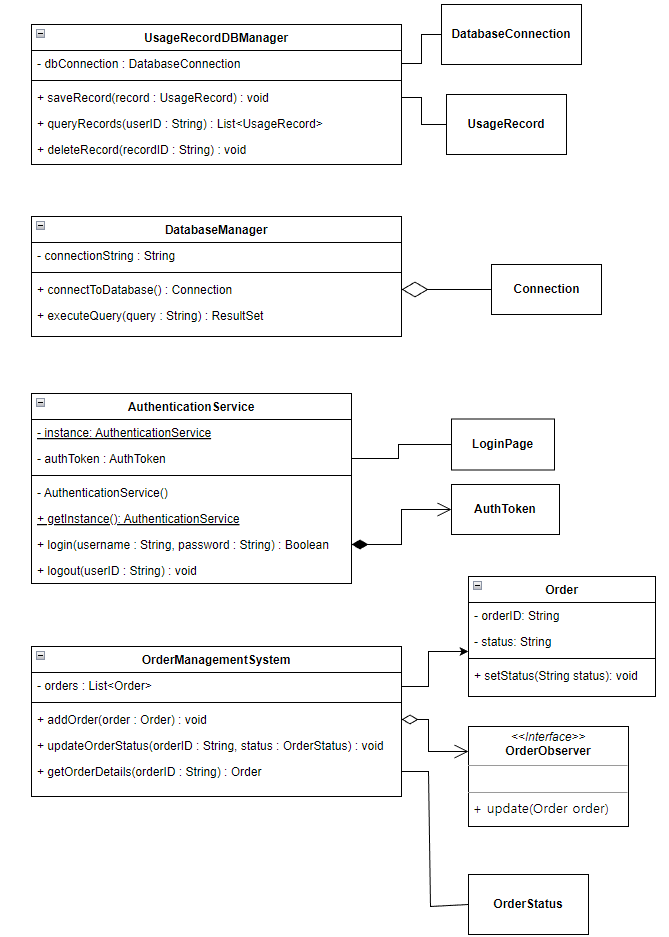 UsageRecordDBManager
- dbConnection : DatabaseConnection
+ saveRecord(record : UsageRecord) : void
+ queryRecords(userID : String) : List<UsageRecord>
+ deleteRecord(recordID : String) : void
DatabaseConnection
UsageRecord
DatabaseManager
- connectionString : String
+ connectToDatabase() : Connection
+ executeQuery(query : String) : ResultSet
Connection
AuthenticationService
- instance: AuthenticationService
- authToken : AuthToken
- AuthenticationService()
+ getInstance(): AuthenticationService
+ login(username : String, password : String) : Boolean
+ logout(userID : String) : void
LoginPage
AuthToken
Order
- orderID: String
- status: String
+ setStatus(String status): void
OrderManagementSystem
- orders : List<Order>
+ addOrder(order : Order) : void
+ updateOrderStatus(orderID : String, status : OrderStatus) : void
+ getOrderDetails(orderID : String) : Order
<<Interface>>
OrderObserver
+ update(Order order)
OrderStatus